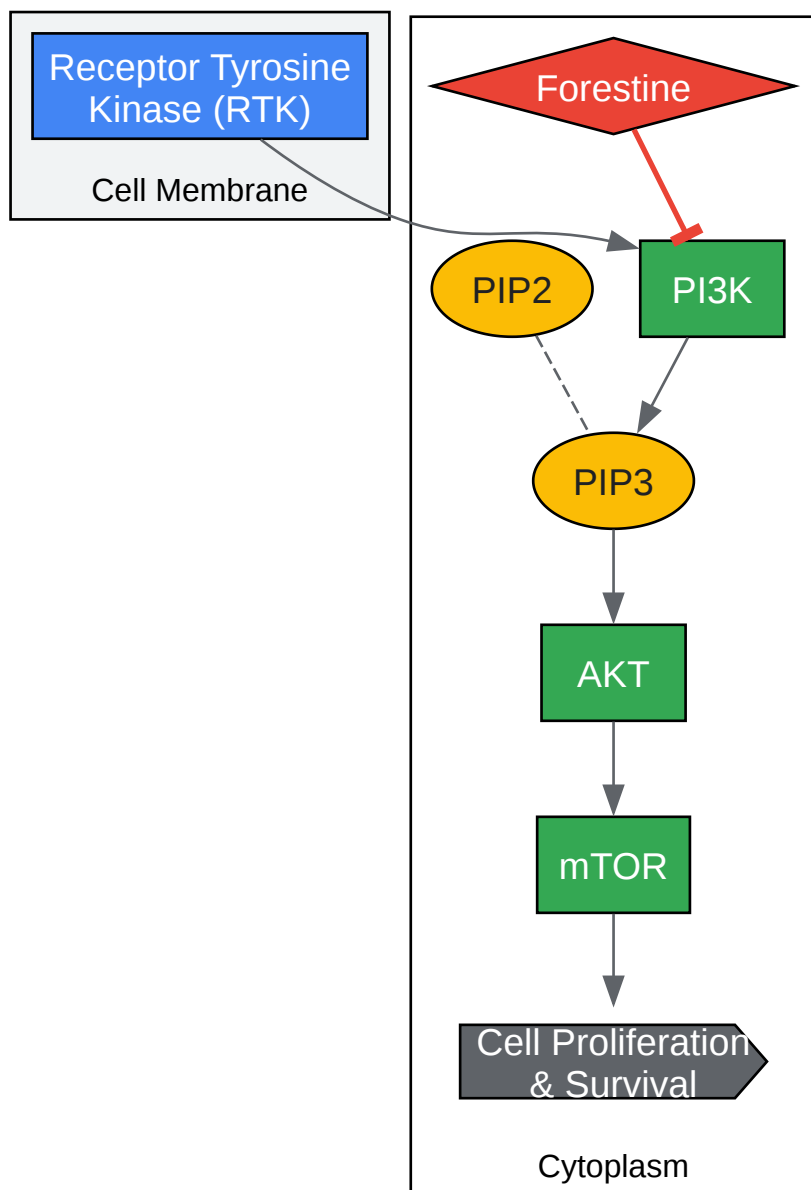 Receptor Tyrosine
Kinase (RTK)
Cell Membrane
Forestine
PIP2
PI3K
PIP3
AKT
mTOR
Cell Proliferation
& Survival
Cytoplasm